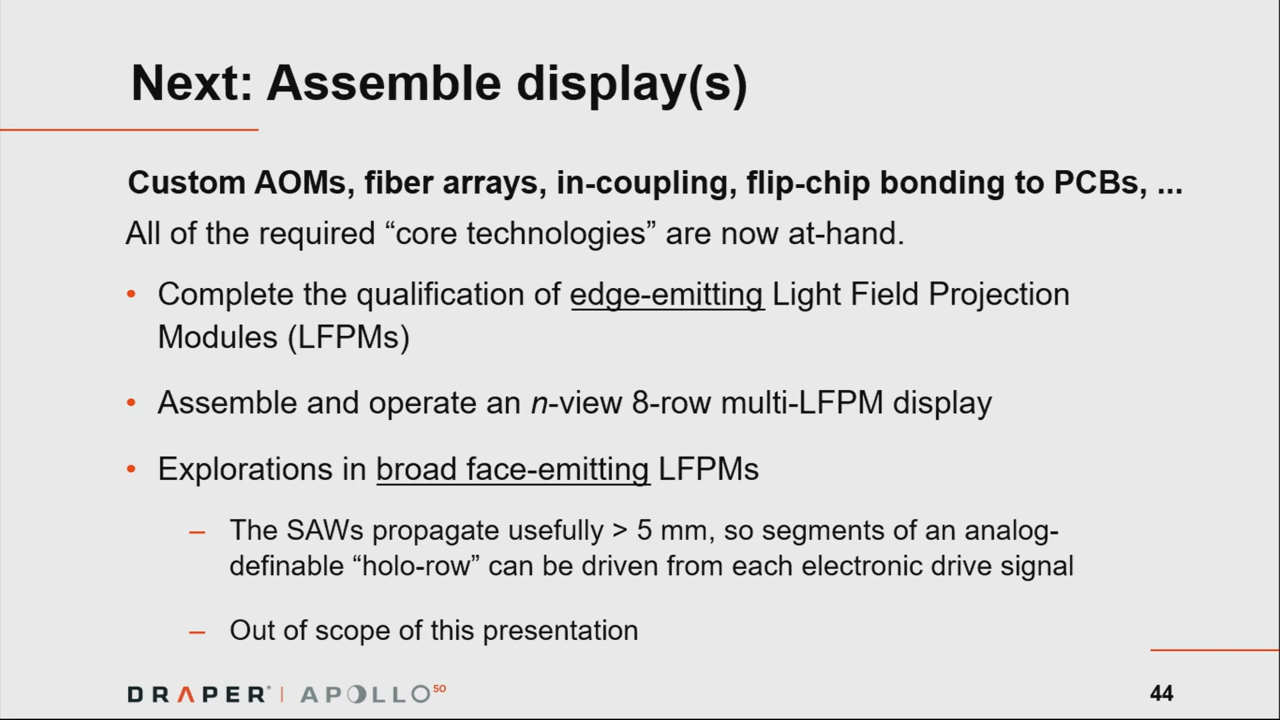 Next: Assemble display(s)
Custom AOMs, fiber arrays, in-coupling, flip-chip bonding to PCBs, ...
All of the required “core technologies” are now at-hand.
• Complete the qualification of edge-emitting Light Field Projection
Modules (LFPMs)
• Assemble and operate an n-view 8-row multi-LFPM display
• Explorations in broad face-emitting LFPMs
– The SAWs propagate usefully > 5 mm, so segments of an analog-
definable “holo-row” can be driven from each electronic drive signal
– Out of scope of this presentation
DRAPER® | APOLLO50
44